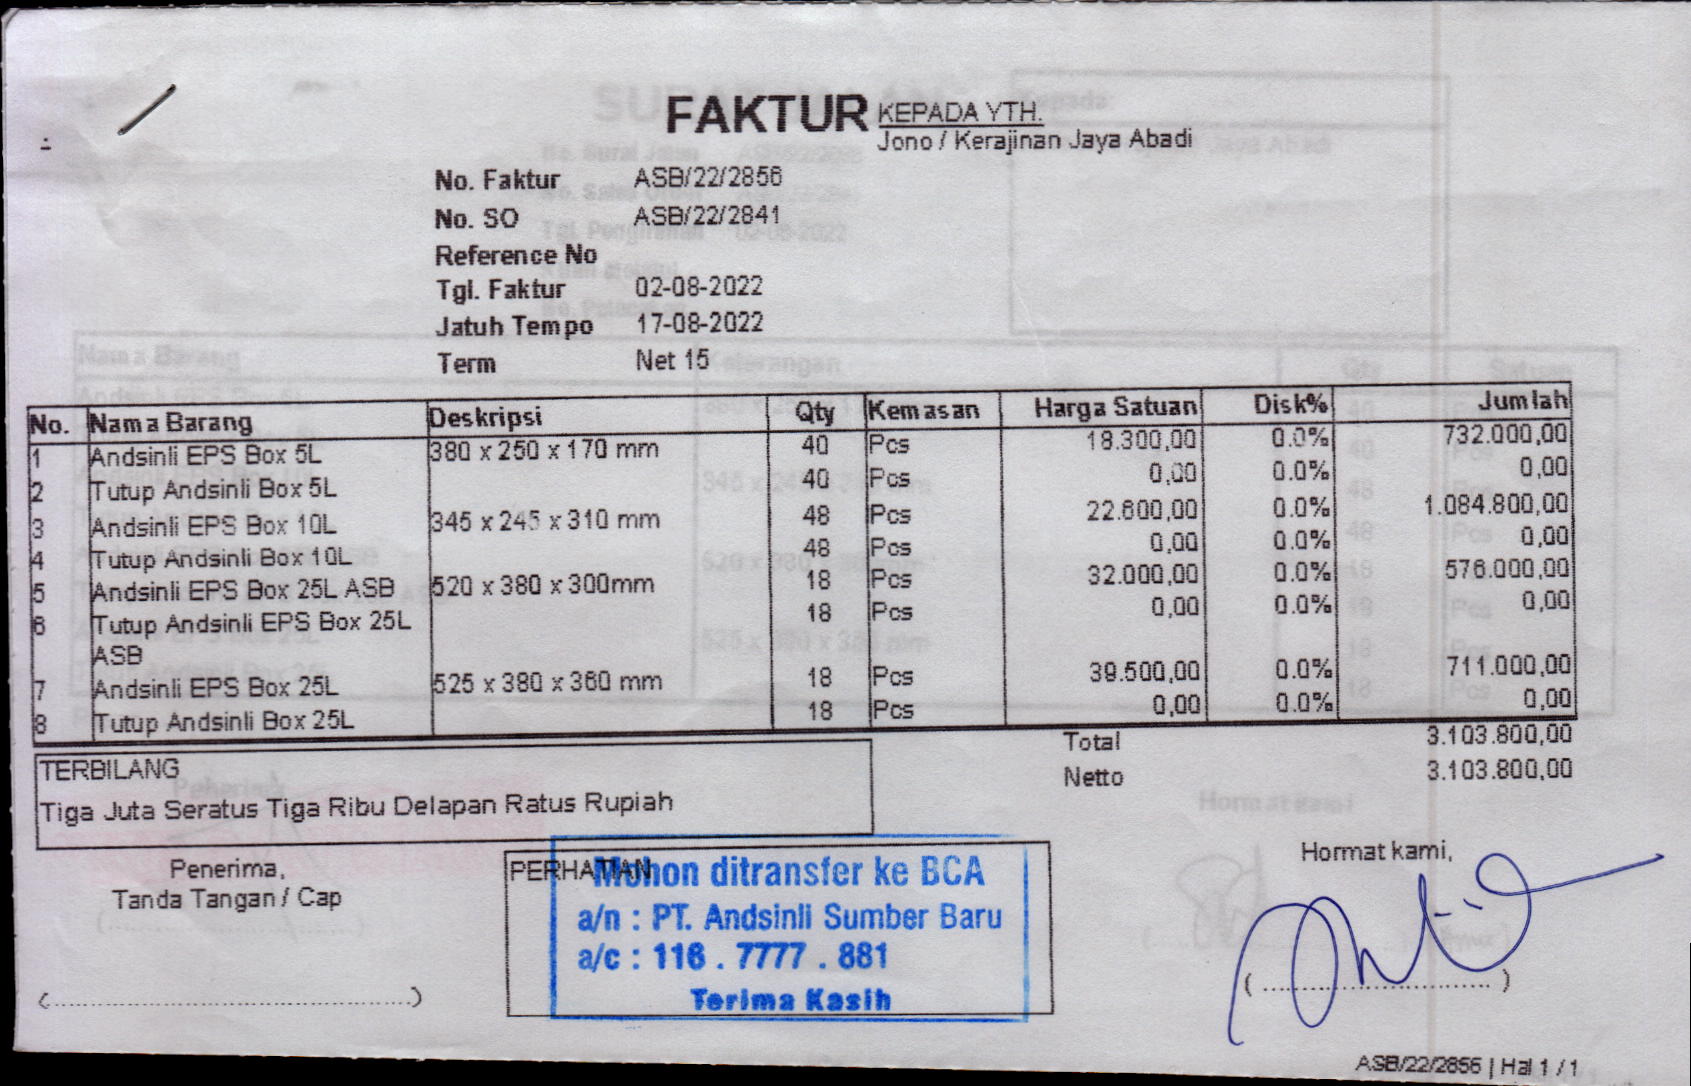 FAKTUR
KEPADA YTH.
Jono / Kerajinan Jaya Abadi
No. Faktur ASB/22/2856
No. SO ASB/22/2841
Reference No
Tgl. Faktur 02-08-2022
Jatuh Tempo 17-08-2022
Term Net 15
No. Nama Barang Deskripsi Qty Kemasan Harga Satuan Disk% Jumlah
1 Andsinli EPS Box 5L 380 x 250 x 170 mm 40 Pcs 18.300,00 0.0% 732.000,00
2 Tutup Andsinli Box 5L 40 Pcs 0,00 0.0% 0,00
3 Andsinli EPS Box 10L 345 x 245 x 310 mm 48 Pcs 22.600,00 0.0% 1.084.800,00
4 Tutup Andsinli Box 10L 48 Pcs 0,00 0.0% 0,00
5 Andsinli EPS Box 25L ASB 520 x 380 x 300mm 18 Pcs 32.000,00 0.0% 576.000,00
6 Tutup Andsinli EPS Box 25L 18 Pcs 0,00 0.0% 0,00
ASB
7 Andsinli EPS Box 25L 525 x 380 x 360 mm 18 Pcs 39.500,00 0.0% 711.000,00
8 Tutup Andsinli Box 25L 18 Pcs 0,00 0.0% 0,00
Total 3.103.800,00
Netto 3.103.800,00
TERBILANG
Tiga Juta Seratus Tiga Ribu Delapan Ratus Rupiah
Penerima,
Tanda Tangan / Cap
(..........................................)
PERHATIAN
Mohon ditransfer ke BCA
a/n : PT. Andsinli Sumber Baru
a/c : 116 . 7777 . 881
Terima Kasih
Hormat kami,
(..........................)
ASB/22/2856 | Hal 1 / 1